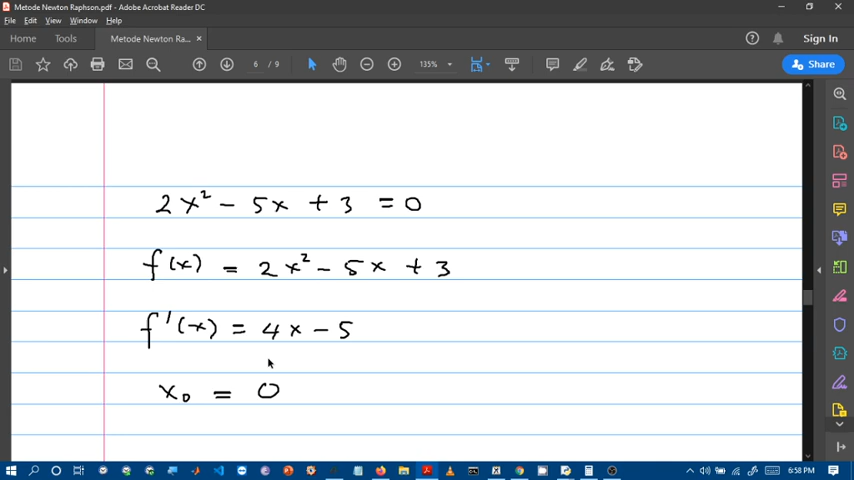 Metode Newton Raphson.pdf - Adobe Acrobat Reader DC
File Edit View Window Help
Home Tools Metode Newton Ra... × Sign In
6 / 9 135% Share
2x² - 5x + 3 = 0
f(x) = 2x² - 5x + 3
f'(x) = 4x - 5
x₀ = 0
6:58 PM